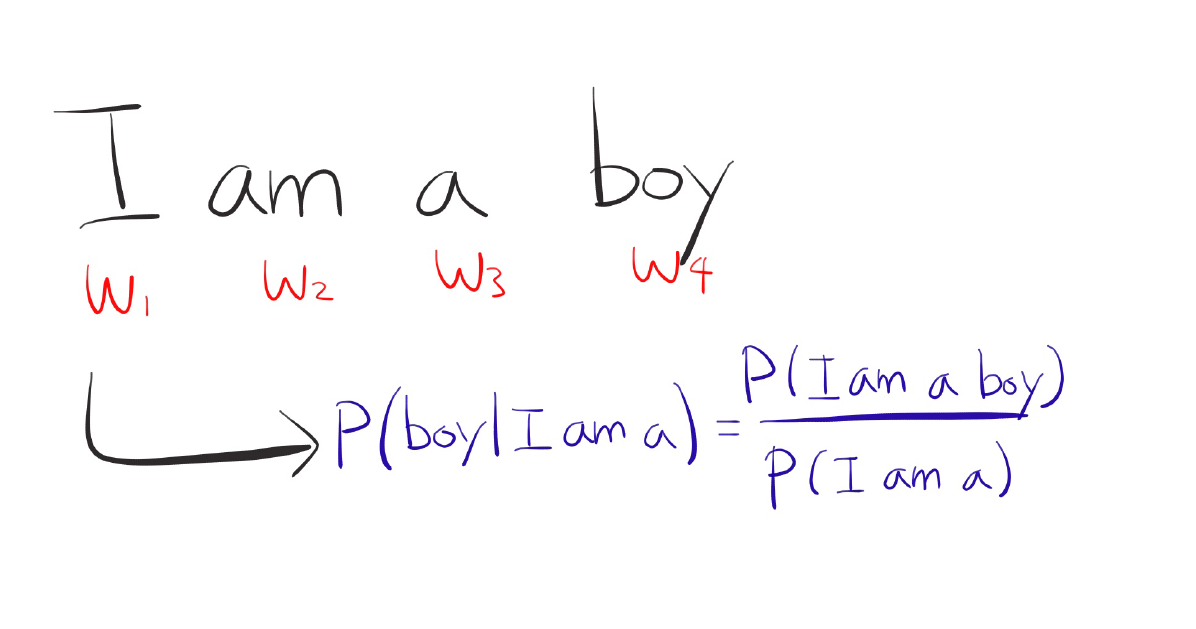 I am a boy
W1 W2 W3 W4
P(boy|I am a) = P(I am a boy)
P(I am a)